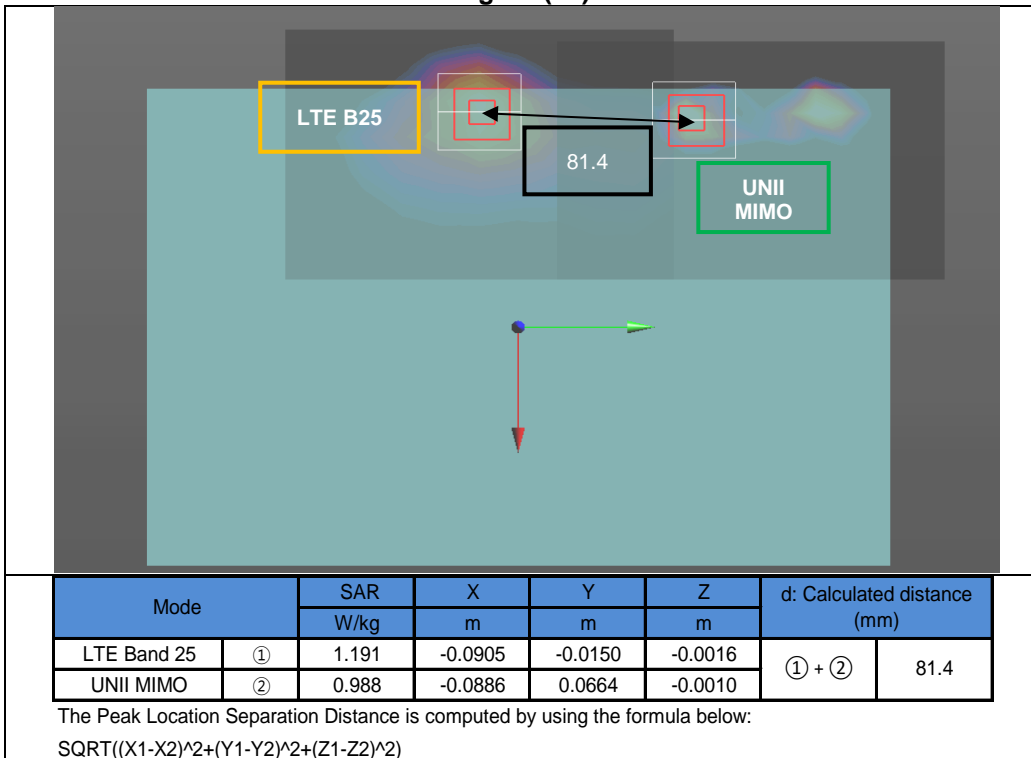 LTE B25
81.4
UNII
MIMO
Mode SAR X Y Z d: Calculated distance
W/kg m m m (mm)
LTE Band 25 ① 1.191 -0.0905 -0.0150 -0.0016 ① + ② 81.4
UNII MIMO ② 0.988 -0.0886 0.0664 -0.0010
The Peak Location Separation Distance is computed by using the formula below:
SQRT((X1-X2)^2+(Y1-Y2)^2+(Z1-Z2)^2)